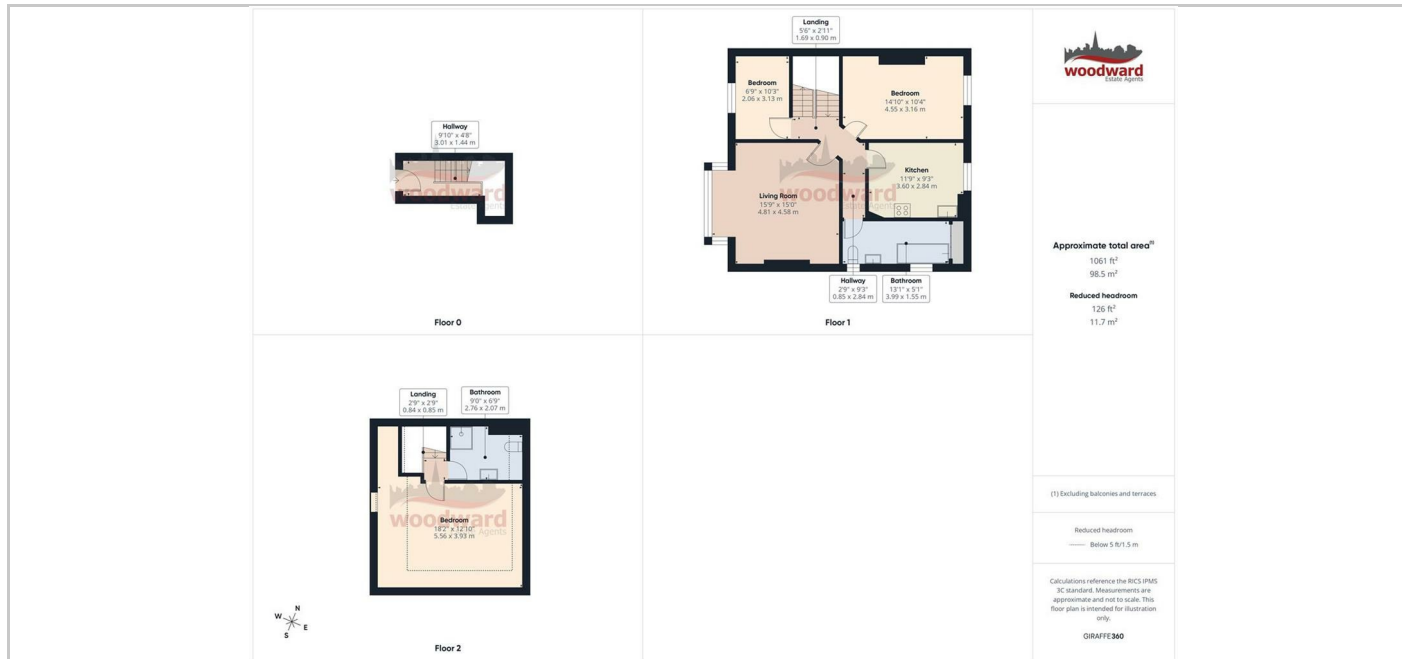 Hallway
9'10" x 4'8"
3.01 x 1.44 m
Floor 0
Landing
5'6" x 2'11"
1.69 x 0.90 m
Bedroom
6'9" x 10'3"
2.06 x 3.13 m
Bedroom
14'10" x 10'4"
4.55 x 3.16 m
Kitchen
11'9" x 9'3"
3.60 x 2.84 m
Living Room
15'9" x 15'0"
4.81 x 4.58 m
Hallway
2'9" x 9'3"
0.85 x 2.84 m
Bathroom
13'1" x 5'1"
3.99 x 1.55 m
woodward
Estate Agents
Floor 1
Landing
2'9" x 2'9"
0.84 x 0.85 m
Bathroom
9'0" x 6'9"
2.76 x 2.07 m
woodward
Agents
Bedroom
18'2" x 12'10"
5.56 x 3.93 m
N
W
E
S
Floor 2
woodward
Estate Agents
Approximate total area(1)
1061 ft²
98.5 m²
Reduced headroom
126 ft²
11.7 m²
(1) Excluding balconies and terraces
Reduced headroom
Below 5 ft/1.5 m
Calculations reference the RICS IPMS
3C standard. Measurements are
approximate and not to scale. This
floor plan is intended for illustration
only.
GIRAFFE360